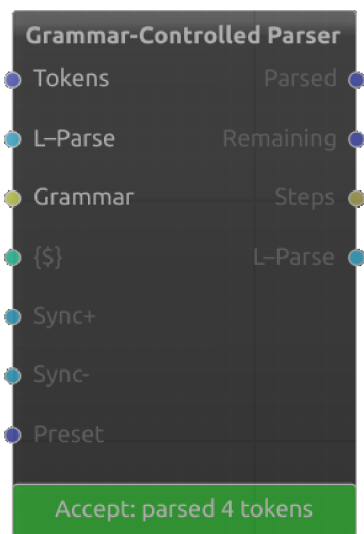 Grammar-Controlled Parser
Tokens Parsed
L–Parse Remaining
Grammar Steps
{$} L–Parse
Sync+
Sync-
Preset
Accept: parsed 4 tokens